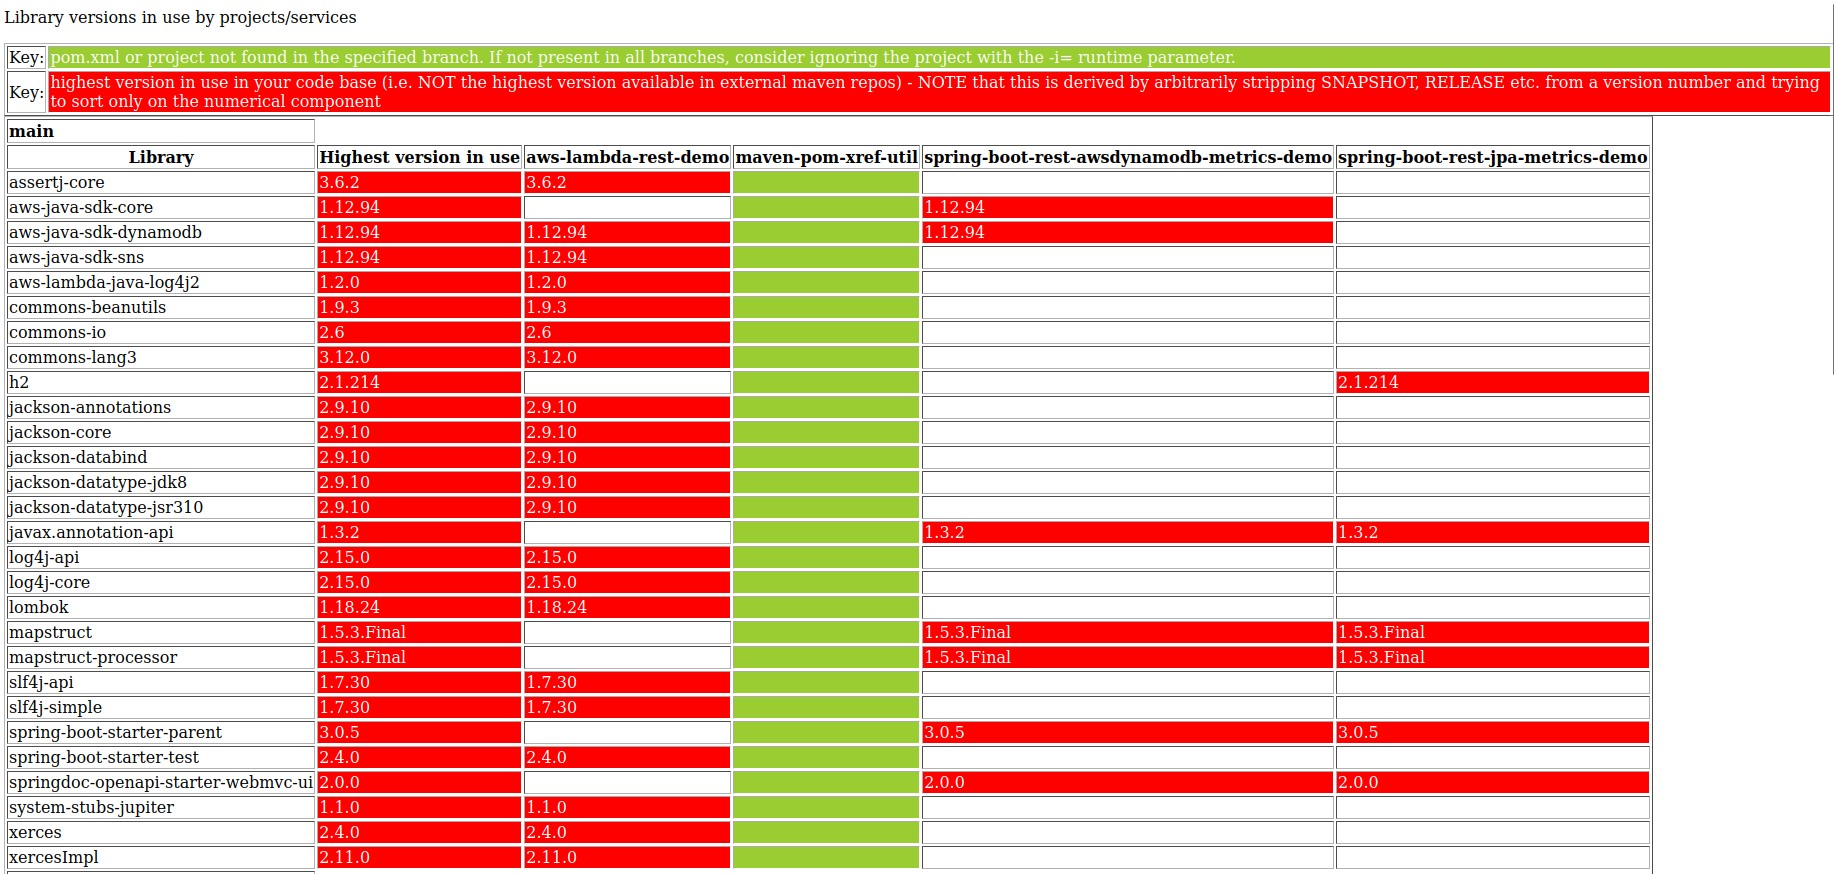 Library versions in use by projects/services
Key: pom.xml or project not found in the specified branch. If not present in all branches, consider ignoring the project with the -i= runtime parameter.
Key: highest version in use in your code base (i.e. NOT the highest version available in external maven repos) - NOTE that this is derived by arbitrarily stripping SNAPSHOT, RELEASE etc. from a version number and trying
to sort only on the numerical component
main
Library Highest version in use aws-lambda-rest-demo maven-pom-xref-util spring-boot-rest-awsdynamodb-metrics-demo spring-boot-rest-jpa-metrics-demo
assertj-core 3.6.2 3.6.2
aws-java-sdk-core 1.12.94 1.12.94
aws-java-sdk-dynamodb 1.12.94 1.12.94 1.12.94
aws-java-sdk-sns 1.12.94 1.12.94
aws-lambda-java-log4j2 1.2.0 1.2.0
commons-beanutils 1.9.3 1.9.3
commons-io 2.6 2.6
commons-lang3 3.12.0 3.12.0
h2 2.1.214 2.1.214
jackson-annotations 2.9.10 2.9.10
jackson-core 2.9.10 2.9.10
jackson-databind 2.9.10 2.9.10
jackson-datatype-jdk8 2.9.10 2.9.10
jackson-datatype-jsr310 2.9.10 2.9.10
javax.annotation-api 1.3.2 1.3.2 1.3.2
log4j-api 2.15.0 2.15.0
log4j-core 2.15.0 2.15.0
lombok 1.18.24 1.18.24
mapstruct 1.5.3.Final 1.5.3.Final 1.5.3.Final
mapstruct-processor 1.5.3.Final 1.5.3.Final 1.5.3.Final
slf4j-api 1.7.30 1.7.30
slf4j-simple 1.7.30 1.7.30
spring-boot-starter-parent 3.0.5 3.0.5 3.0.5
spring-boot-starter-test 2.4.0 2.4.0
springdoc-openapi-starter-webmvc-ui 2.0.0 2.0.0 2.0.0
system-stubs-jupiter 1.1.0 1.1.0
xerces 2.4.0 2.4.0
xercesImpl 2.11.0 2.11.0